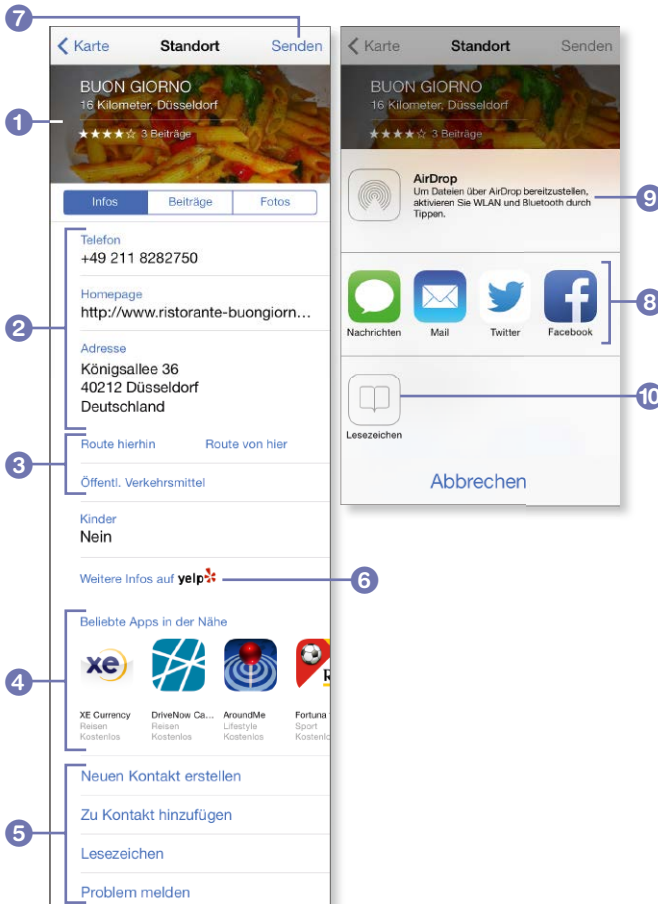 7
Karte Standort Senden
1
BUON GIORNO
16 Kilometer, Düsseldorf
★★★★☆ 3 Beiträge
Infos Beiträge Fotos
2
Telefon
+49 211 8282750
Homepage
http://www.ristorante-buongiorn...
Adresse
Königsallee 36
40212 Düsseldorf
Deutschland
3
Route hierhin Route von hier
Öffentl. Verkehrsmittel
Kinder
Nein
Weitere Infos auf yelp
6
4
Beliebte Apps in der Nähe
xe
XE Currency DriveNow Ca... AroundMe Fortuna
Reisen Reisen Lifestyle Sport
Kostenlos Kostenlos Kostenlos Kostenlo
5
Neuen Kontakt erstellen
Zu Kontakt hinzufügen
Lesezeichen
Problem melden
Karte Standort Senden
BUON GIORNO
16 Kilometer, Düsseldorf
★★★★☆ 3 Beiträge
AirDrop
Um Dateien über AirDrop bereitzustellen,
aktivieren Sie WLAN und Bluetooth durch
Tippen.
9
Nachrichten Mail Twitter Facebook
8
Lesezeichen
10
Abbrechen